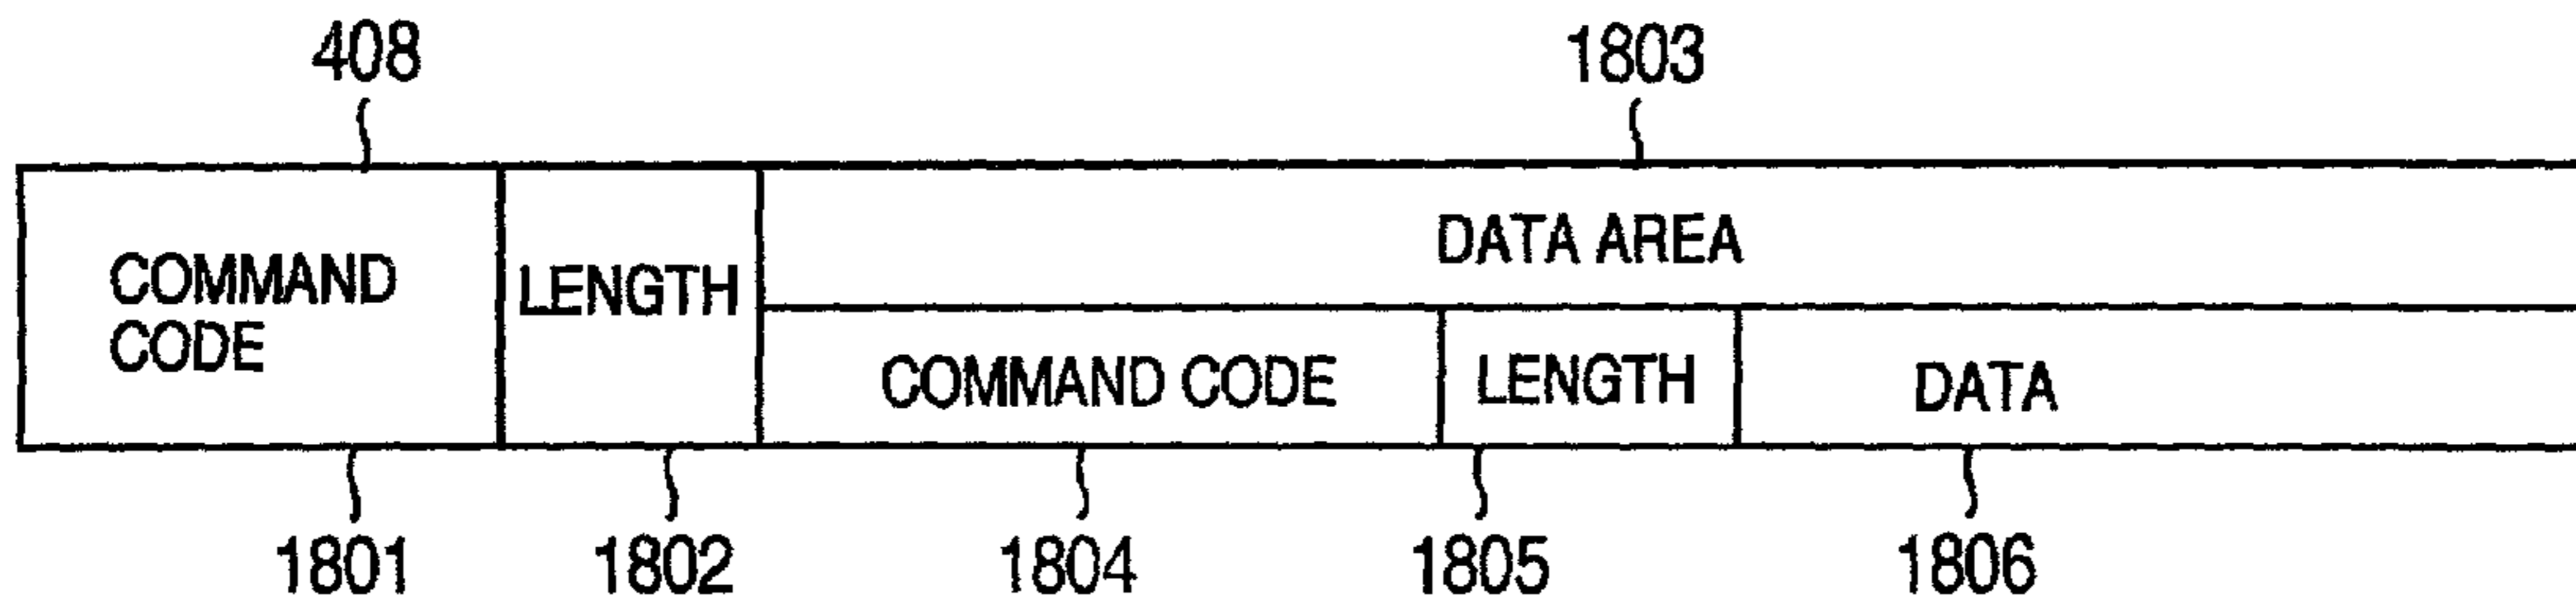 408
1803
COMMAND
CODE
LENGTH
DATA AREA
COMMAND CODE
LENGTH
DATA
1801
1802
1804
1805
1806